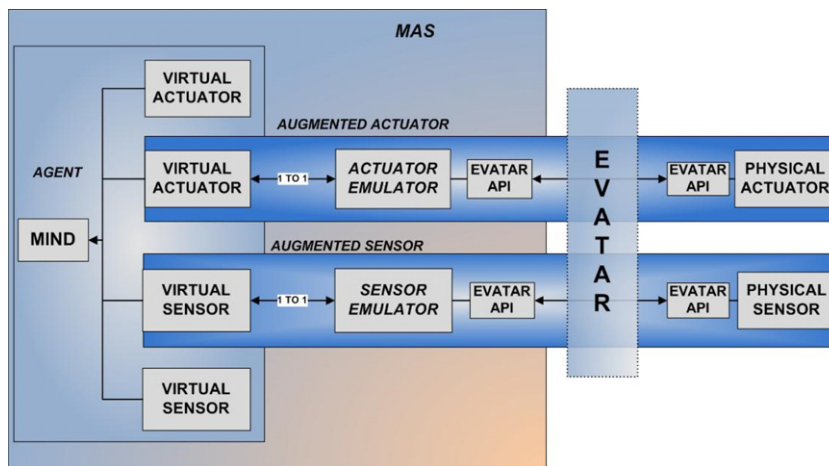 MAS
VIRTUAL
ACTUATOR
AUGMENTED ACTUATOR
AGENT
VIRTUAL
ACTUATOR
1 TO 1
ACTUATOR
EMULATOR
EVATAR
API
EVATAR
API
PHYSICAL
ACTUATOR
MIND
AUGMENTED SENSOR
VIRTUAL
SENSOR
1 TO 1
SENSOR
EMULATOR
EVATAR
API
EVATAR
API
PHYSICAL
SENSOR
VIRTUAL
SENSOR
EVATAR